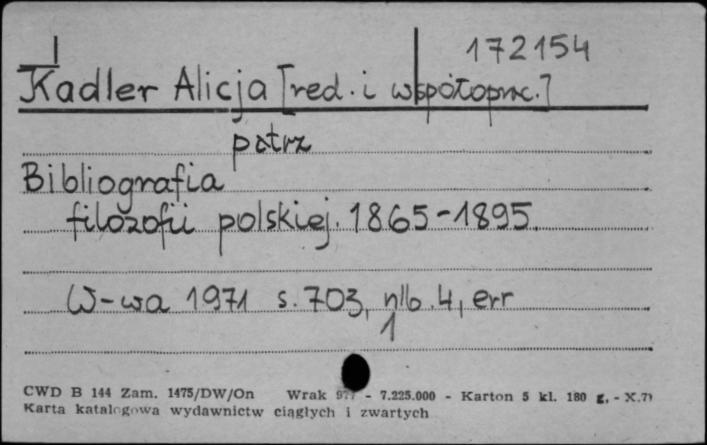 172154
Kadler Alicja [red. i współoprac.]
patrz
Bibliografia
filozofii polskiej. 1865-1895.
W-wa 1971 s. 703, nlb. 4, err
1
CWD B 144 Zam. 1475/DW/On Wrak - 7.225.000 - Karton 5 kl. 180 g. - X.71
Karta katalogowa wydawnictw ciągłych i zwartych